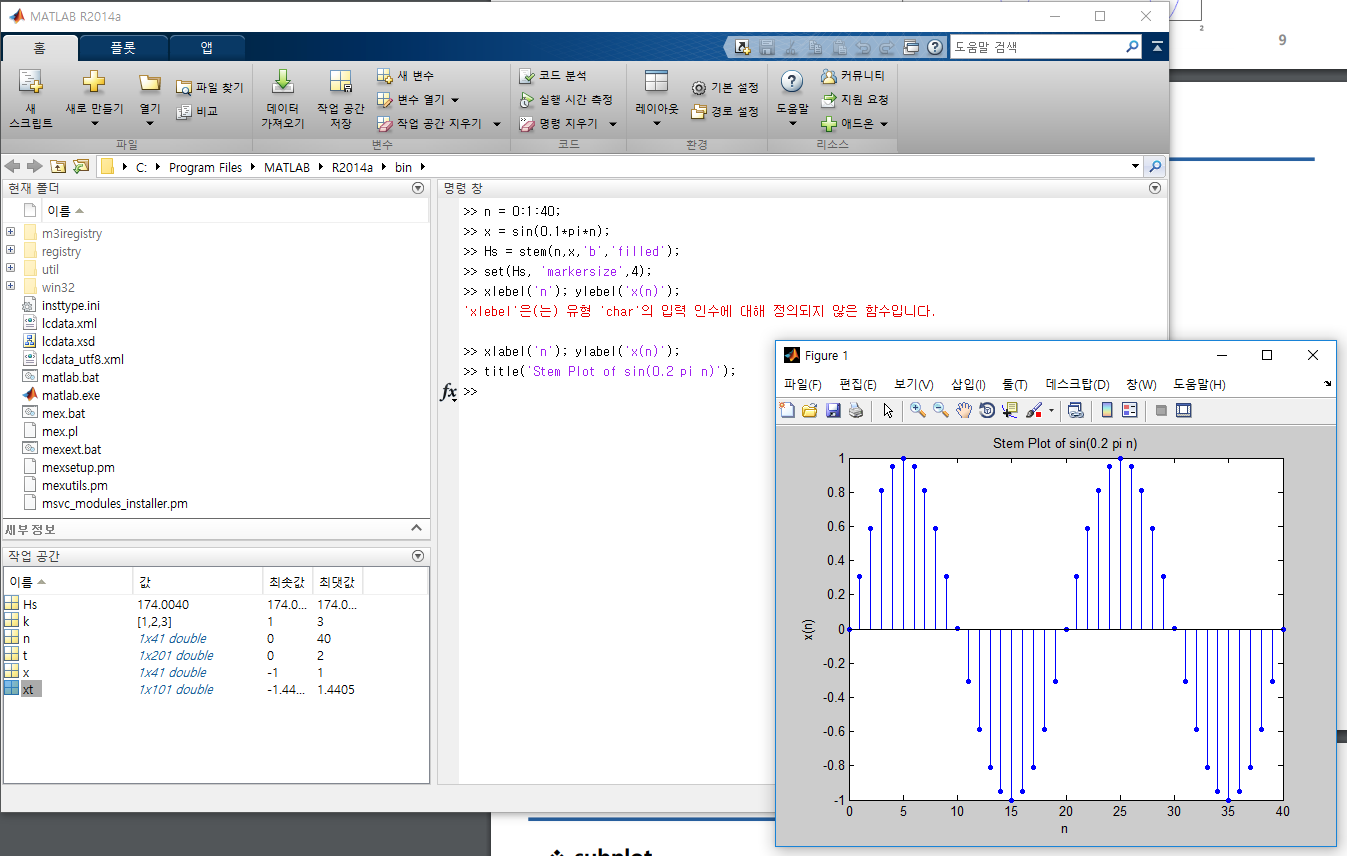 MATLAB R2014a
2
9
홈 플롯 앱
도움말 검색
새
스크립트
새로 만들기
열기
파일 찾기
비교
파일
데이터
가져오기
작업 공간
저장
새 변수
변수 열기
작업 공간 지우기
변수
코드 분석
실행 시간 측정
명령 지우기
코드
레이아웃
기본 설정
경로 설정
환경
도움말
커뮤니티
지원 요청
애드온
리소스
C: Program Files MATLAB R2014a bin
현재 폴더
이름
m3iregistry
registry
util
win32
insttype.ini
lcdata.xml
lcdata.xsd
lcdata_utf8.xml
matlab.bat
matlab.exe
mex.bat
mex.pl
mexext.bat
mexsetup.pm
mexutils.pm
msvc_modules_installer.pm
세부 정보
작업 공간
이름 값 최솟값 최댓값
Hs 174.0040 174.0... 174.0...
k [1,2,3] 1 3
n 1x41 double 0 40
t 1x201 double 0 2
x 1x41 double -1 1
xt 1x101 double -1.44... 1.4405
명령 창
>> n = 0:1:40;
>> x = sin(0.1*pi*n);
>> Hs = stem(n,x,'b','filled');
>> set(Hs, 'markersize',4);
>> xlebel('n'); ylebel('x(n)');
'xlebel'은(는) 유형 'char'의 입력 인수에 대해 정의되지 않은 함수입니다.
>> xlabel('n'); ylabel('x(n)');
>> title('Stem Plot of sin(0.2 pi n)');
fx >>
Figure 1
파일(F) 편집(E) 보기(V) 삽입(I) 툴(T) 데스크탑(D) 창(W) 도움말(H)
Stem Plot of sin(0.2 pi n)
1
0.8
0.6
0.4
0.2
0
-0.2
-0.4
-0.6
-0.8
-1
x(n)
0 5 10 15 20 25 30 35 40
n